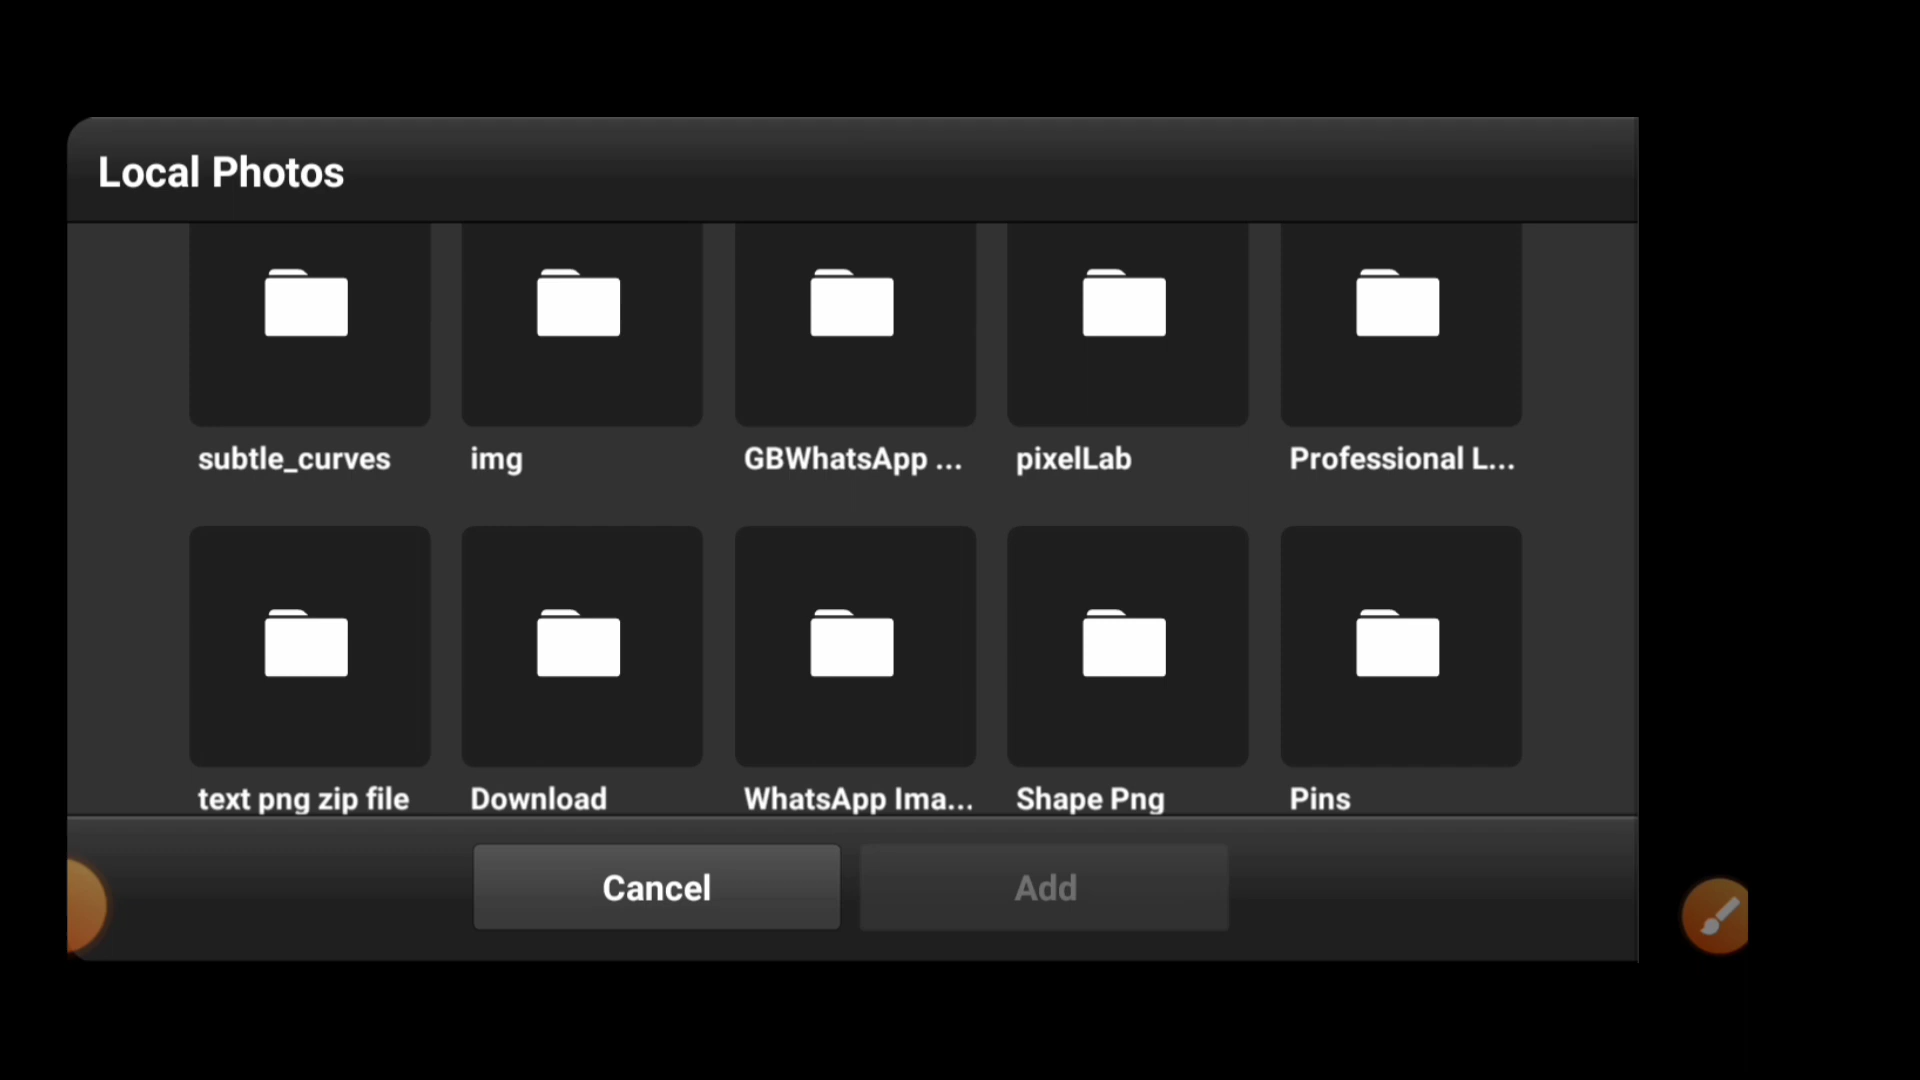 Local Photos
subtle_curves
img
GBWhatsApp ...
pixelLab
Professional L...
text png zip file
Download
WhatsApp Ima...
Shape Png
Pins
Cancel
Add